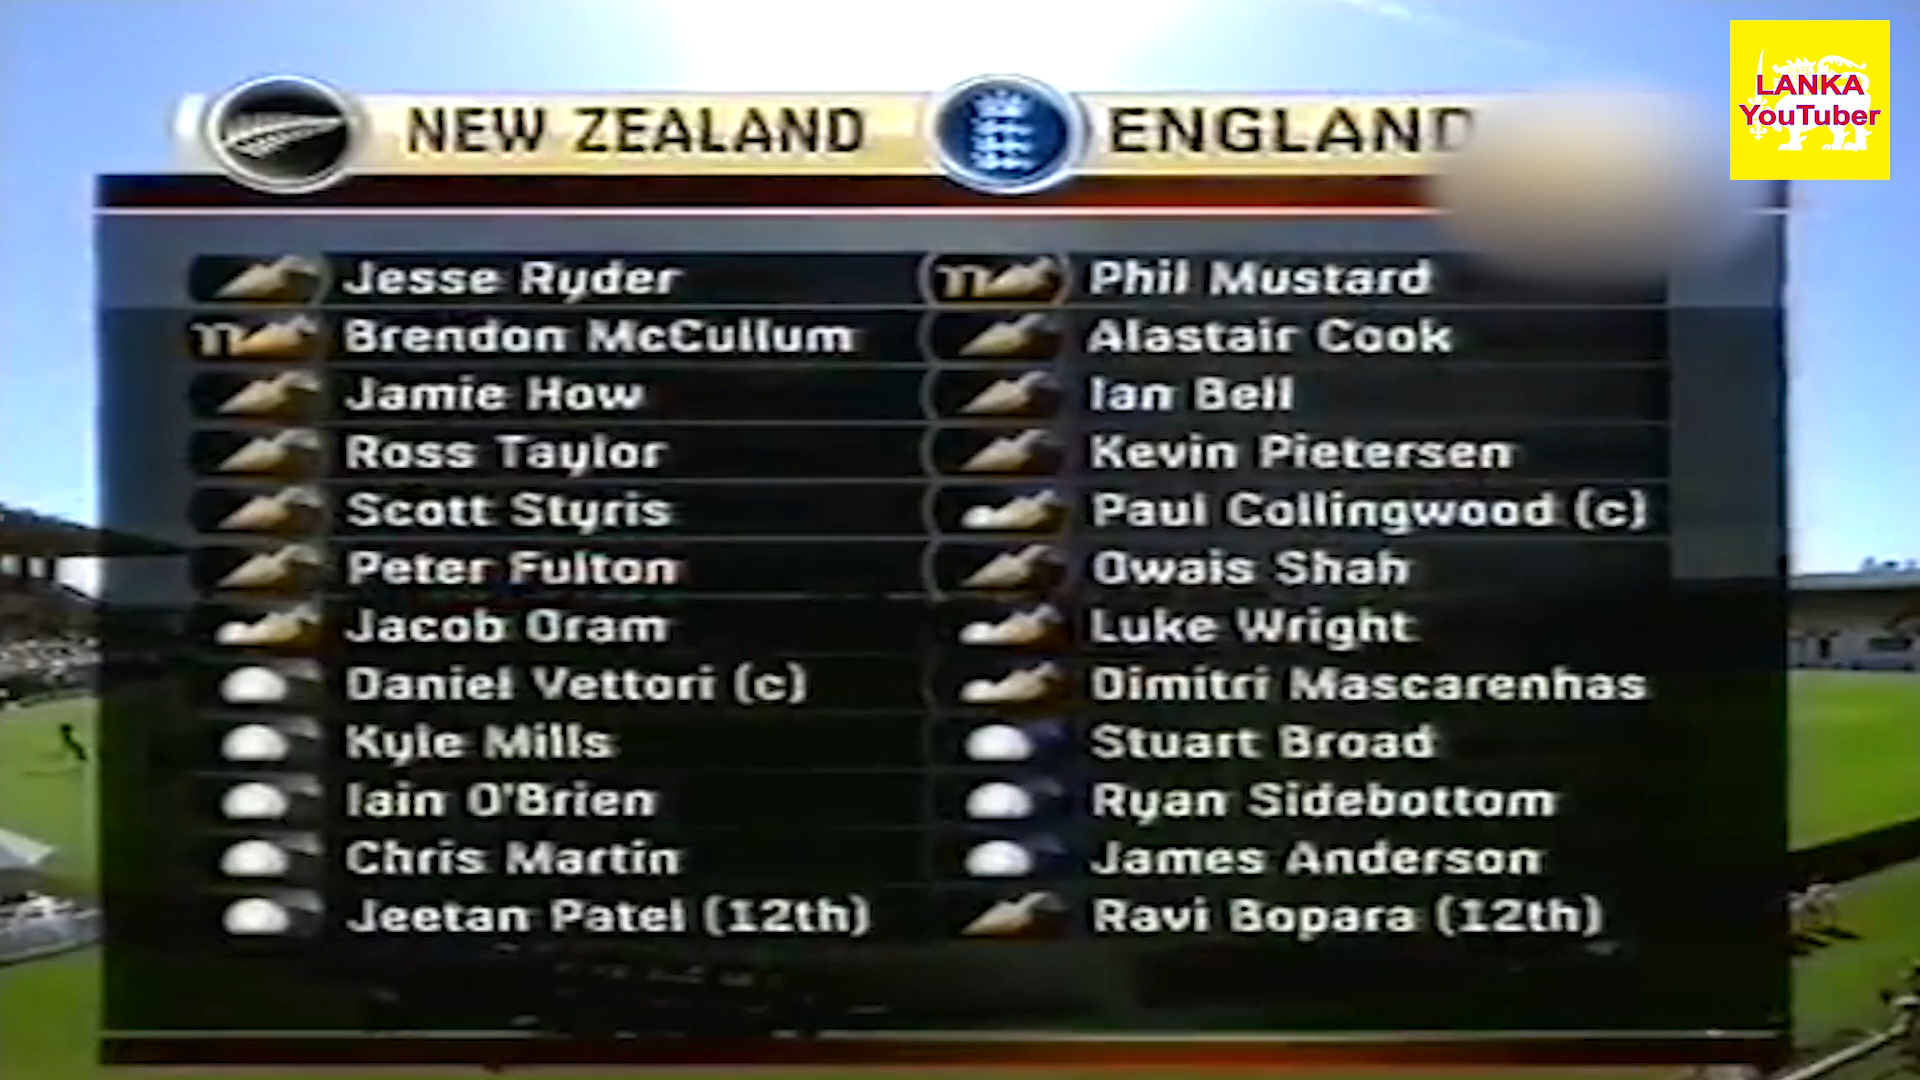 LANKA
YouTuber
NEW ZEALAND
Jesse Ryder
Brendon McCullum
Jamie How
Ross Taylor
Scott Styris
Peter Fulton
Jacob Oram
Daniel Vettori (c)
Kyle Mills
Iain O'Brien
Chris Martin
Jeetan Patel (12th)
ENGLAND
Phil Mustard
Alastair Cook
Ian Bell
Kevin Pietersen
Paul Collingwood (c)
Owais Shah
Luke Wright
Dimitri Mascarenhas
Stuart Broad
Ryan Sidebottom
James Anderson
Ravi Bopara (12th)